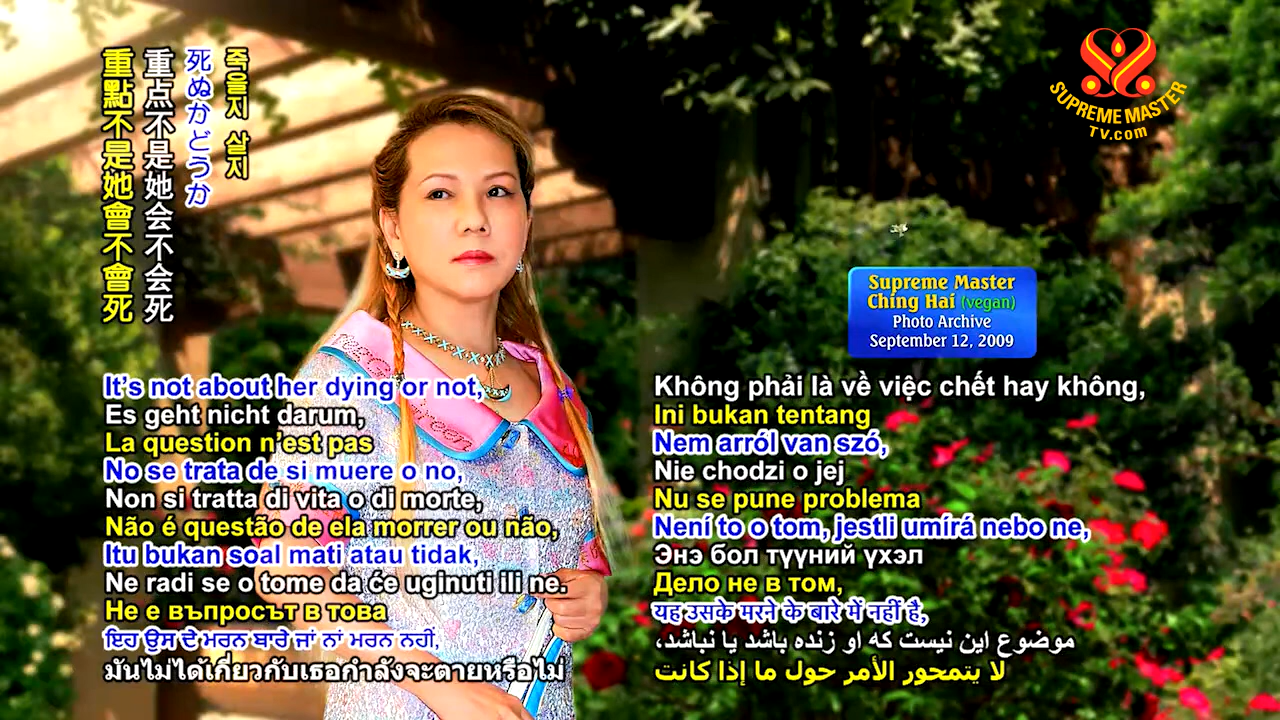 重點不是她會不會死
重点不是她会不会死
死ぬかどうか
죽을지 살지
SUPREME MASTER
TV.com
Supreme Master
Ching Hai (vegan)
Photo Archive
September 12, 2009
It's not about her dying or not,
Es geht nicht darum,
La question n'est pas
No se trata de si muere o no,
Non si tratta di vita o di morte,
Não é questão de ela morrer ou não,
Itu bukan soal mati atau tidak,
Ne radi se o tome da će uginuti ili ne.
Не е въпросът в това
ਇਹ ਉਸ ਦੇ ਮਰਨ ਬਾਰੇ ਜਾਂ ਨਾਂ ਮਰਨ ਨਹੀਂ,
มันไม่ได้เกี่ยวกับเธอกำลังจะตายหรือไม่
Không phải là về việc chết hay không,
Ini bukan tentang
Nem arról van szó,
Nie chodzi o jej
Nu se pune problema
Není to o tom, jestli umírá nebo ne,
Энэ бол түүний үхэл
Дело не в том,
यह उसके मरने के बारे में नहीं है,
موضوع این نیست که او زنده باشد یا نباشد،
لا يتمحور الأمر حول ما إذا كانت